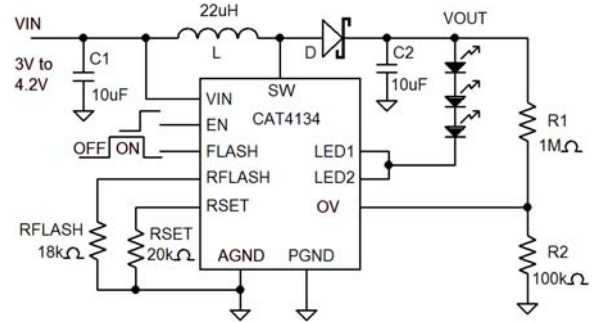 22uH
VIN
VOUT
L
D
C1
C2
3V to
4.2V
10uF
10uF
SW
VIN
CAT4134
EN
R1
1MΩ
OFF ON
FLASH
LED1
RFLASH
LED2
RSET
OV
RFLASH
18kΩ
RSET
20kΩ
AGND
PGND
R2
100kΩ